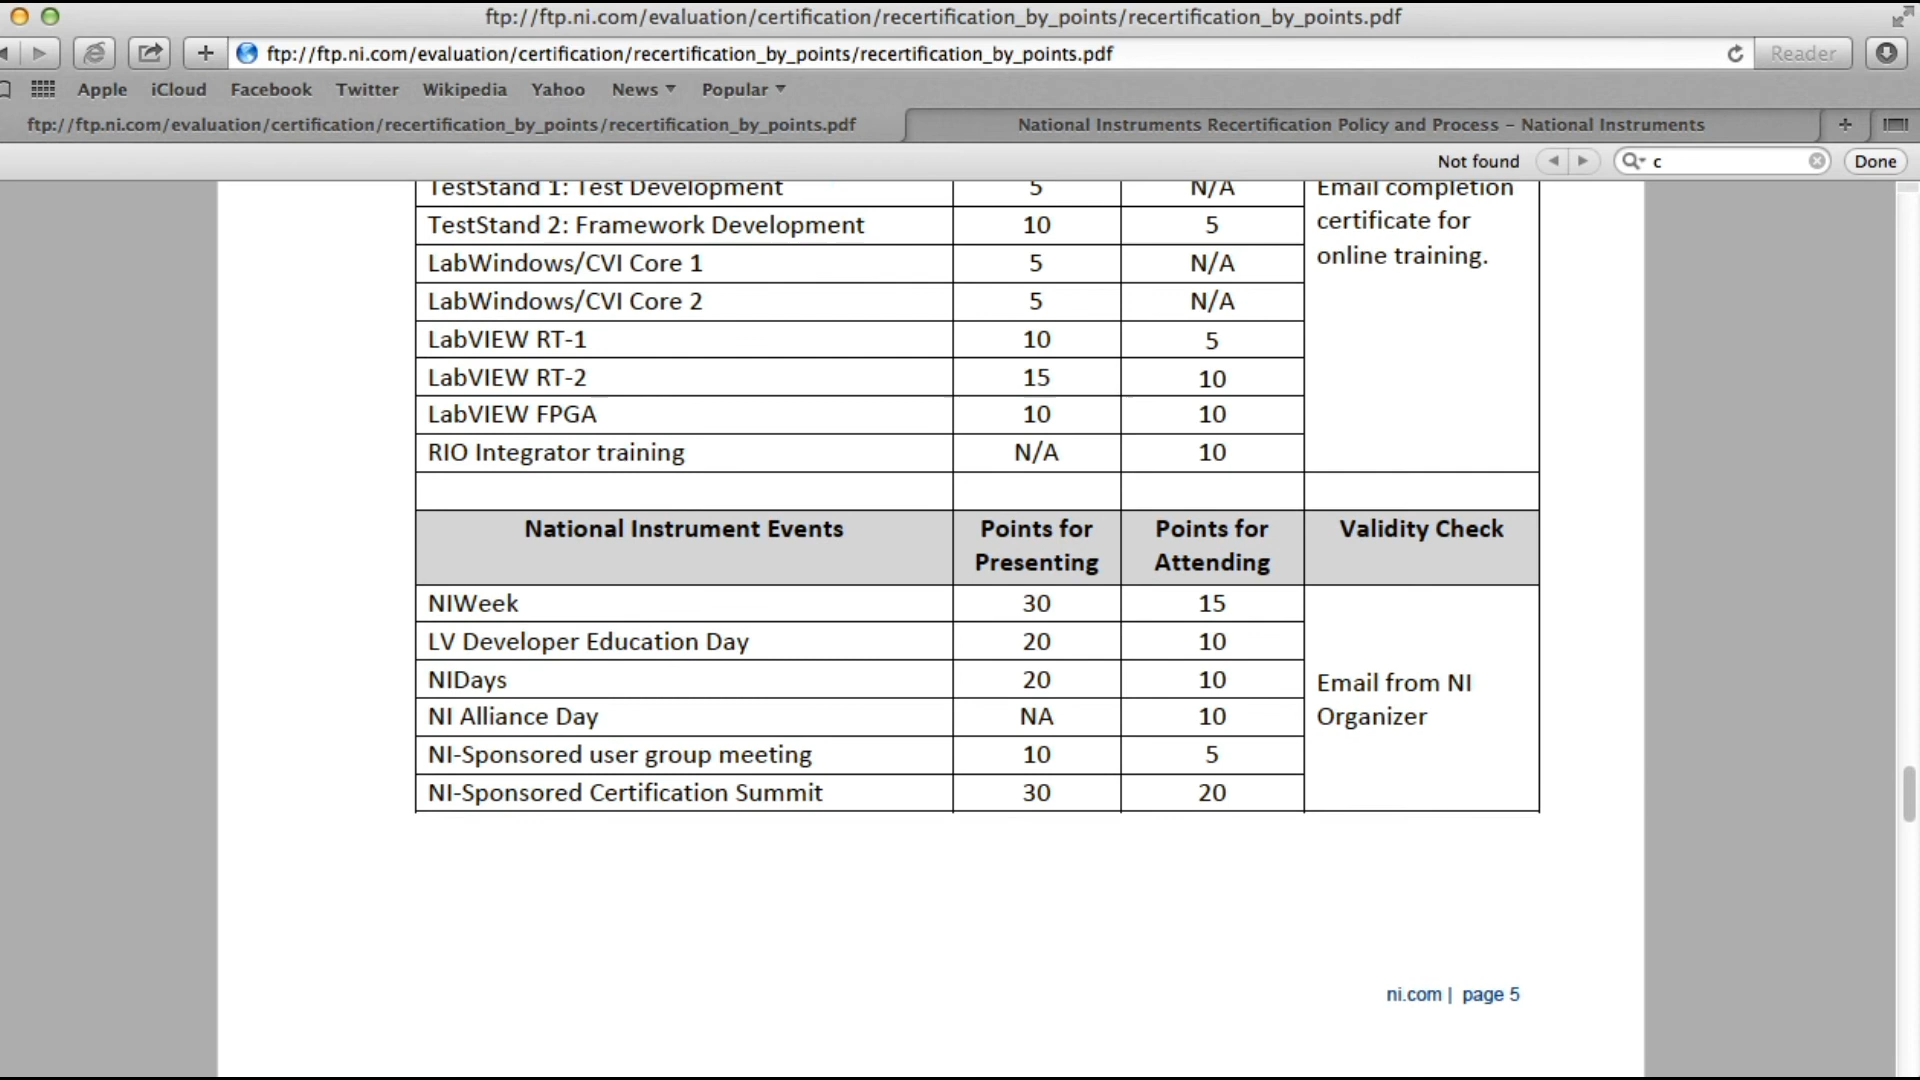 ftp://ftp.ni.com/evaluation/certification/recertification_by_points/recertification_by_points.pdf
ftp://ftp.ni.com/evaluation/certification/recertification_by_points/recertification_by_points.pdf Reader
Apple iCloud Facebook Twitter Wikipedia Yahoo News Popular
ftp://ftp.ni.com/evaluation/certification/recertification_by_points/recertification_by_points.pdf National Instruments Recertification Policy and Process – National Instruments
Not found c Done
TestStand 1: Test Development 5 N/A Email completion
TestStand 2: Framework Development 10 5 certificate for
LabWindows/CVI Core 1 5 N/A online training.
LabWindows/CVI Core 2 5 N/A
LabVIEW RT-1 10 5
LabVIEW RT-2 15 10
LabVIEW FPGA 10 10
RIO Integrator training N/A 10
National Instrument Events Points for Points for Validity Check
Presenting Attending
NIWeek 30 15
LV Developer Education Day 20 10
NIDays 20 10 Email from NI
NI Alliance Day NA 10 Organizer
NI-Sponsored user group meeting 10 5
NI-Sponsored Certification Summit 30 20
ni.com | page 5